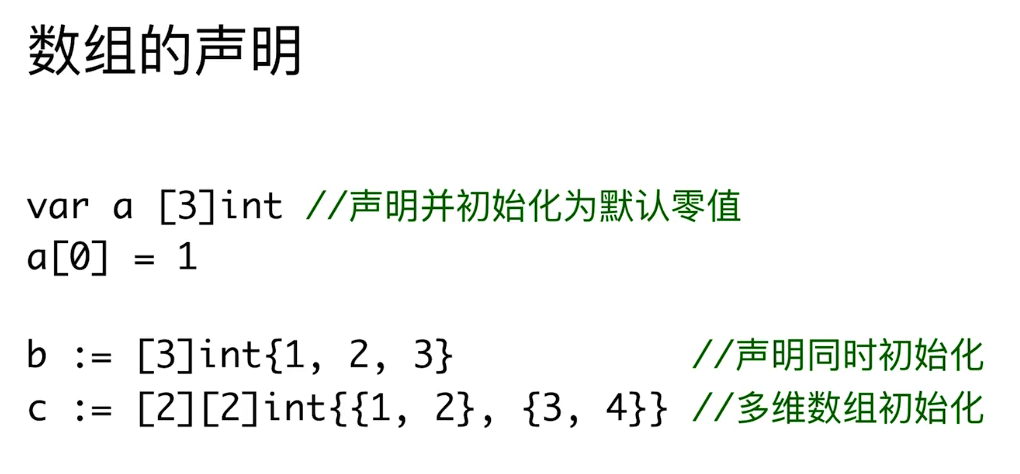 数组的声明
var a [3]int //声明并初始化为默认零值
a[0] = 1
b := [3]int{1, 2, 3} //声明同时初始化
c := [2][2]int{{1, 2}, {3, 4}} //多维数组初始化